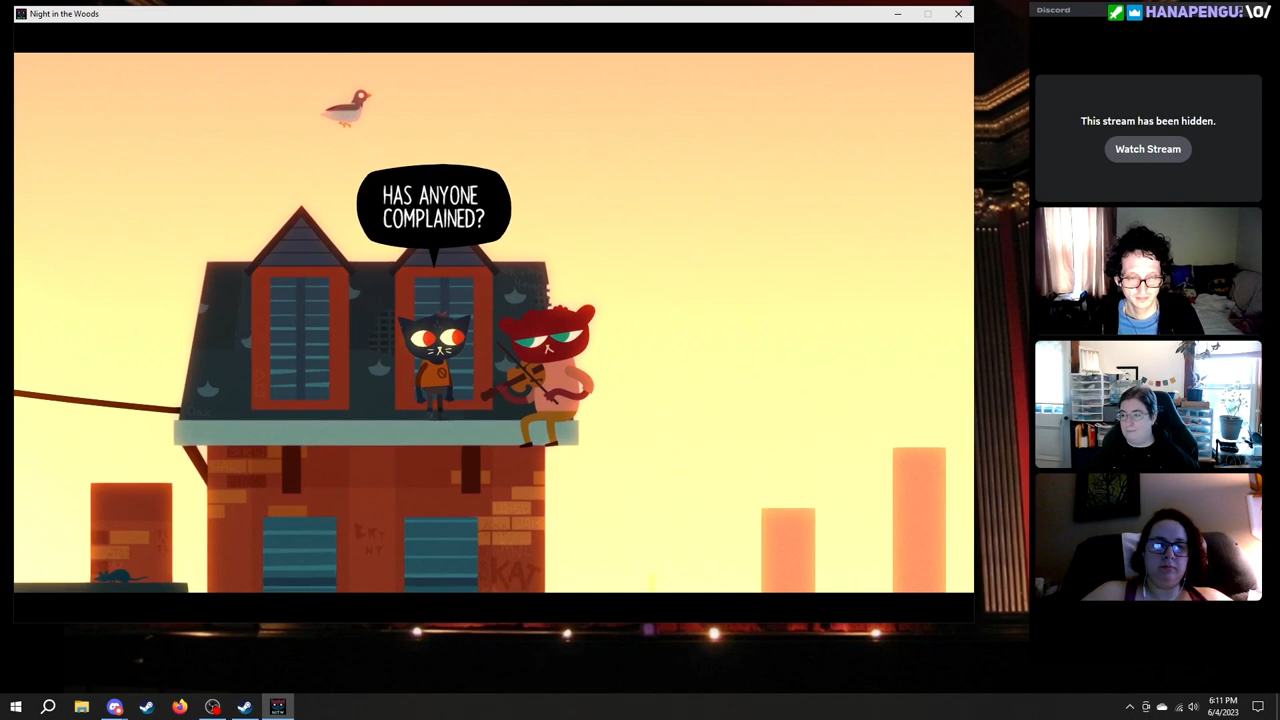 Night in the Woods
Discord
HANAPENGU! \O/
This stream has been hidden.
Watch Stream
HAS ANYONE
COMPLAINED?
KAT
6:11 PM
6/4/2023